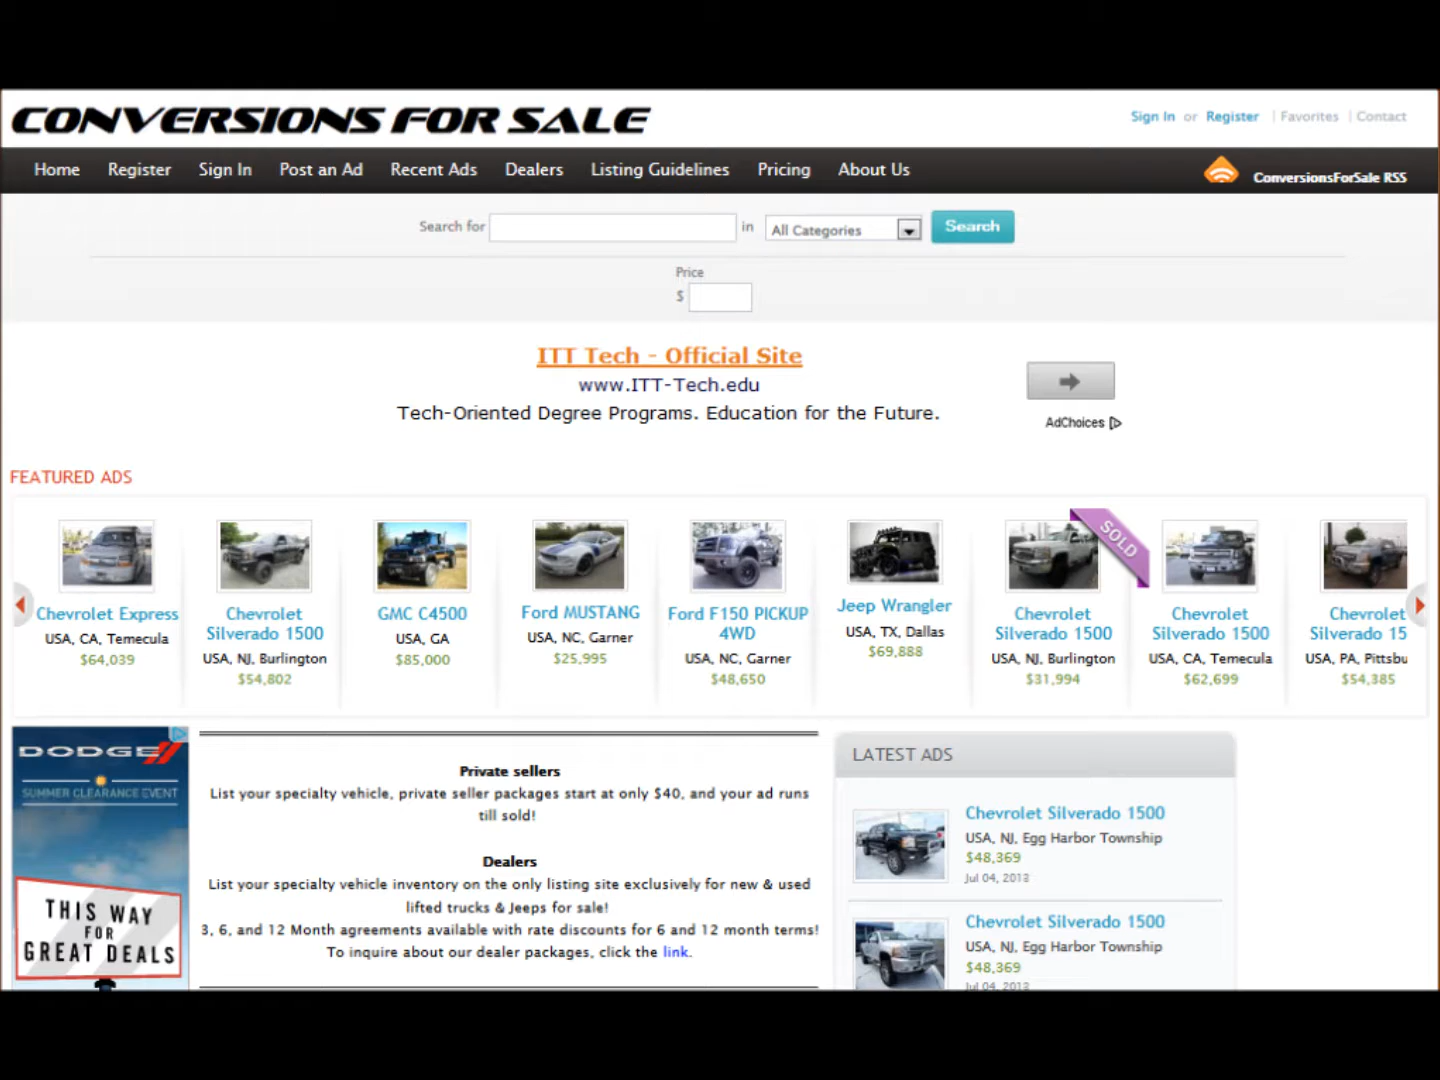 CONVERSIONS FOR SALE
Sign In or Register | Favorites | Contact
Home Register Sign In Post an Ad Recent Ads Dealers Listing Guidelines Pricing About Us ConversionsForSale RSS
Search for in All Categories Search
Price
$
ITT Tech - Official Site
www.ITT-Tech.edu
Tech-Oriented Degree Programs. Education for the Future.
AdChoices
FEATURED ADS
Chevrolet Express
USA, CA, Temecula
$64,039
Chevrolet
Silverado 1500
USA, NJ, Burlington
$54,802
GMC C4500
USA, GA
$85,000
Ford MUSTANG
USA, NC, Garner
$25,995
Ford F150 PICKUP
4WD
USA, NC, Garner
$48,650
Jeep Wrangler
USA, TX, Dallas
$69,888
SOLD
Chevrolet
Silverado 1500
USA, NJ, Burlington
$31,994
Chevrolet
Silverado 1500
USA, CA, Temecula
$62,699
Chevrolet
Silverado 15
USA, PA, Pittsbu
$54,385
DODGE
SUMMER CLEARANCE EVENT
THIS WAY
FOR
GREAT DEALS
Private sellers
List your specialty vehicle, private seller packages start at only $40, and your ad runs
till sold!
Dealers
List your specialty vehicle inventory on the only listing site exclusively for new & used
lifted trucks & Jeeps for sale!
3, 6, and 12 Month agreements available with rate discounts for 6 and 12 month terms!
To inquire about our dealer packages, click the link.
LATEST ADS
Chevrolet Silverado 1500
USA, NJ, Egg Harbor Township
$48,369
Jul 04, 2013
Chevrolet Silverado 1500
USA, NJ, Egg Harbor Township
$48,369
Jul 04, 2013